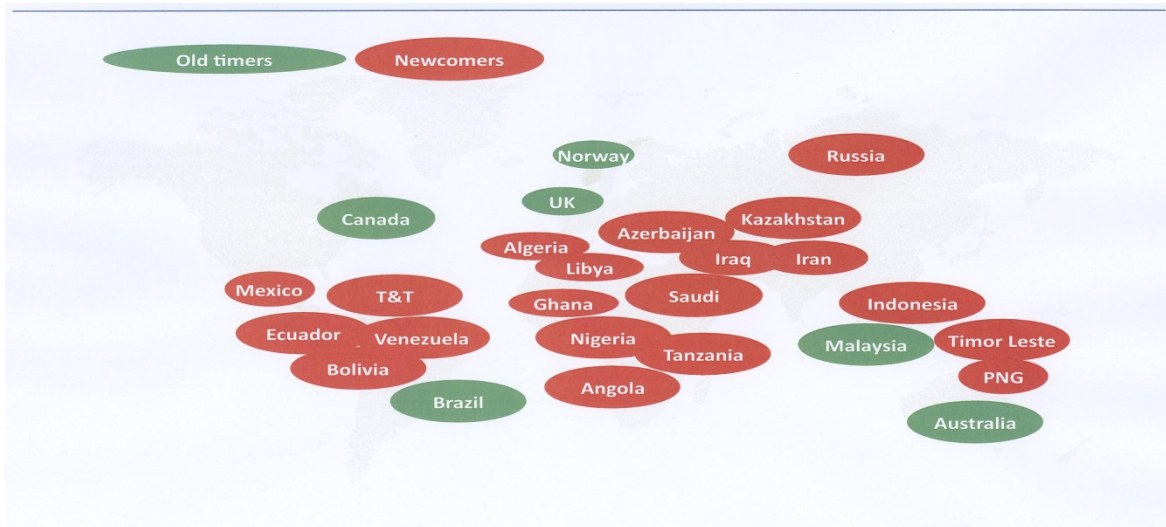 Old timers
Newcomers
Norway
Russia
UK
Canada
Kazakhstan
Azerbaijan
Algeria
Iraq
Iran
Libya
Mexico
T&T
Saudi
Ghana
Indonesia
Ecuador
Venezuela
Nigeria
Malaysia
Timor Leste
Tanzania
Bolivia
PNG
Angola
Brazil
Australia